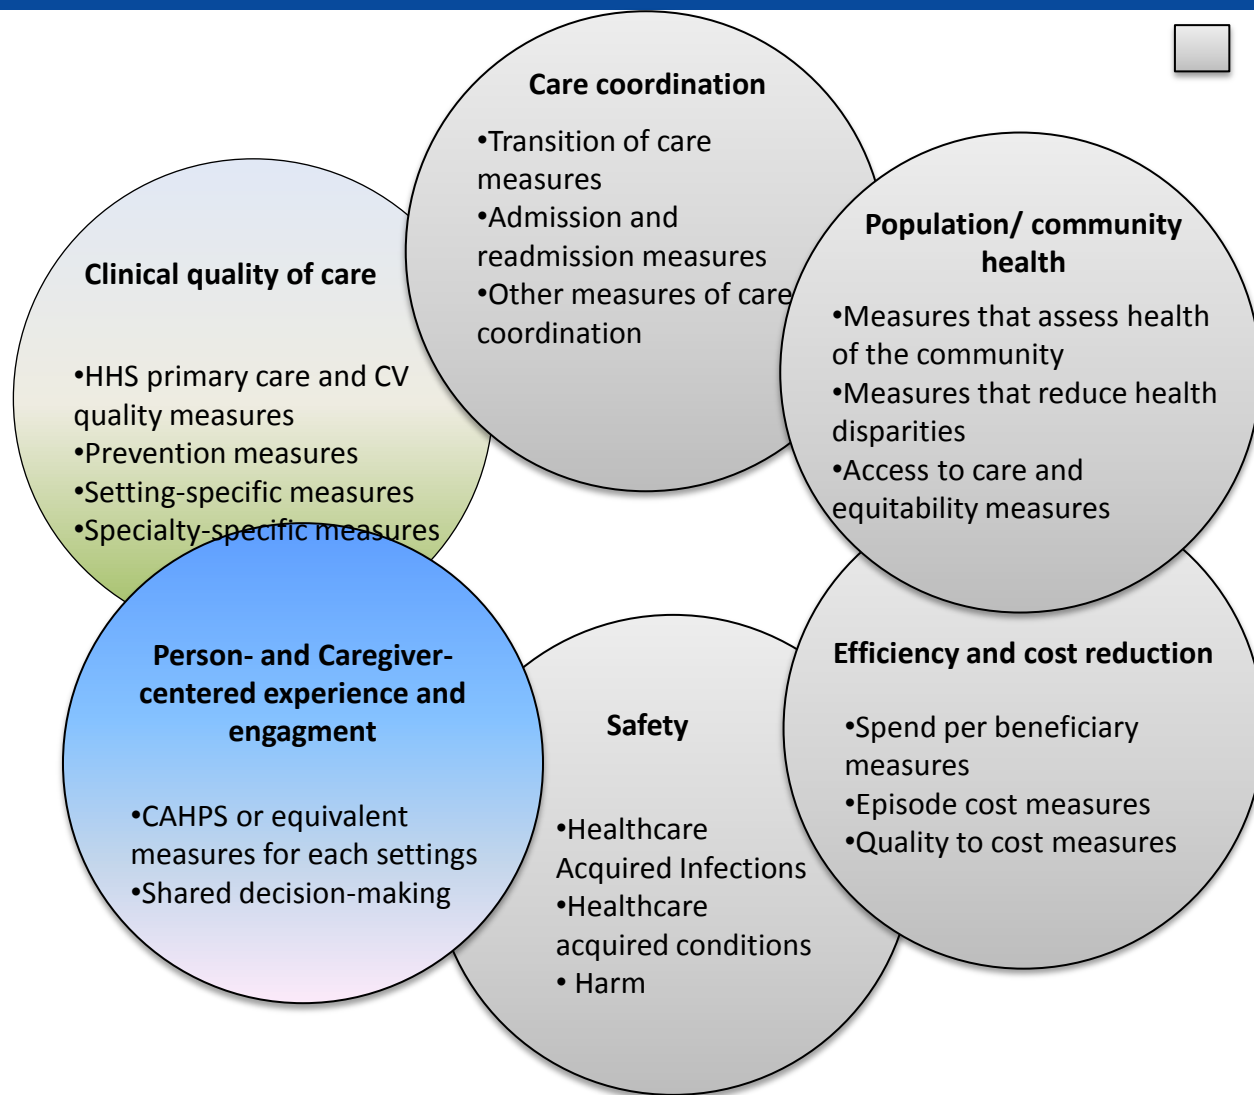 Care coordination
•Transition of care
measures
•Admission and
readmission measures
•Other measures of care
coordination
Population/ community
health
•Measures that assess health
of the community
•Measures that reduce health
disparities
•Access to care and
equitability measures
Clinical quality of care
•HHS primary care and CV
quality measures
•Prevention measures
•Setting-specific measures
•Specialty-specific measures
Person- and Caregiver-
centered experience and
engagment
•CAHPS or equivalent
measures for each settings
•Shared decision-making
Safety
•Healthcare
Acquired Infections
•Healthcare
acquired conditions
• Harm
Efficiency and cost reduction
•Spend per beneficiary
measures
•Episode cost measures
•Quality to cost measures